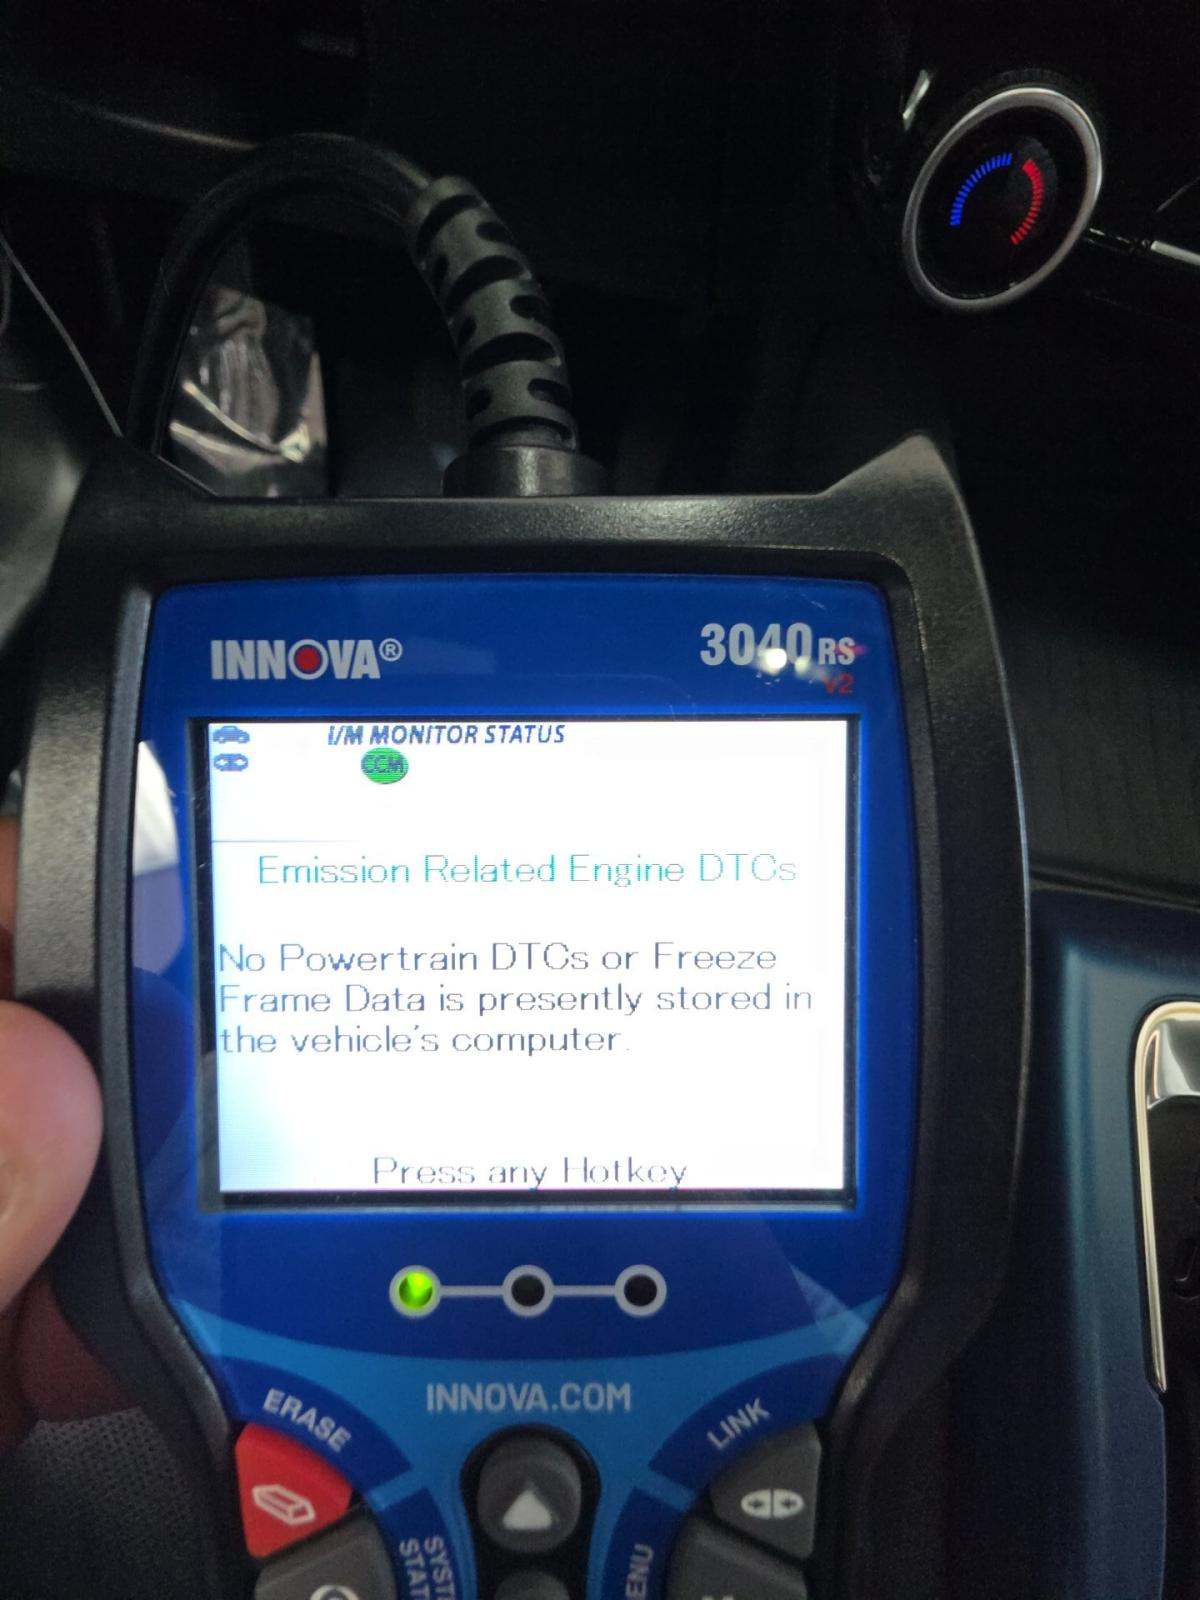 INNOVA®
3040RS
V2
I/M MONITOR STATUS
CCM
Emission Related Engine DTCs
No Powertrain DTCs or Freeze
Frame Data is presently stored in
the vehicle's computer.
Press any Hotkey
INNOVA.COM
ERASE
LINK